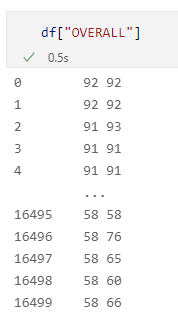 df["OVERALL"]
✓ 0.5s
0 92 92
1 92 92
2 91 93
3 91 91
4 91 91
...
16495 58 58
16496 58 76
16497 58 65
16498 58 60
16499 58 66